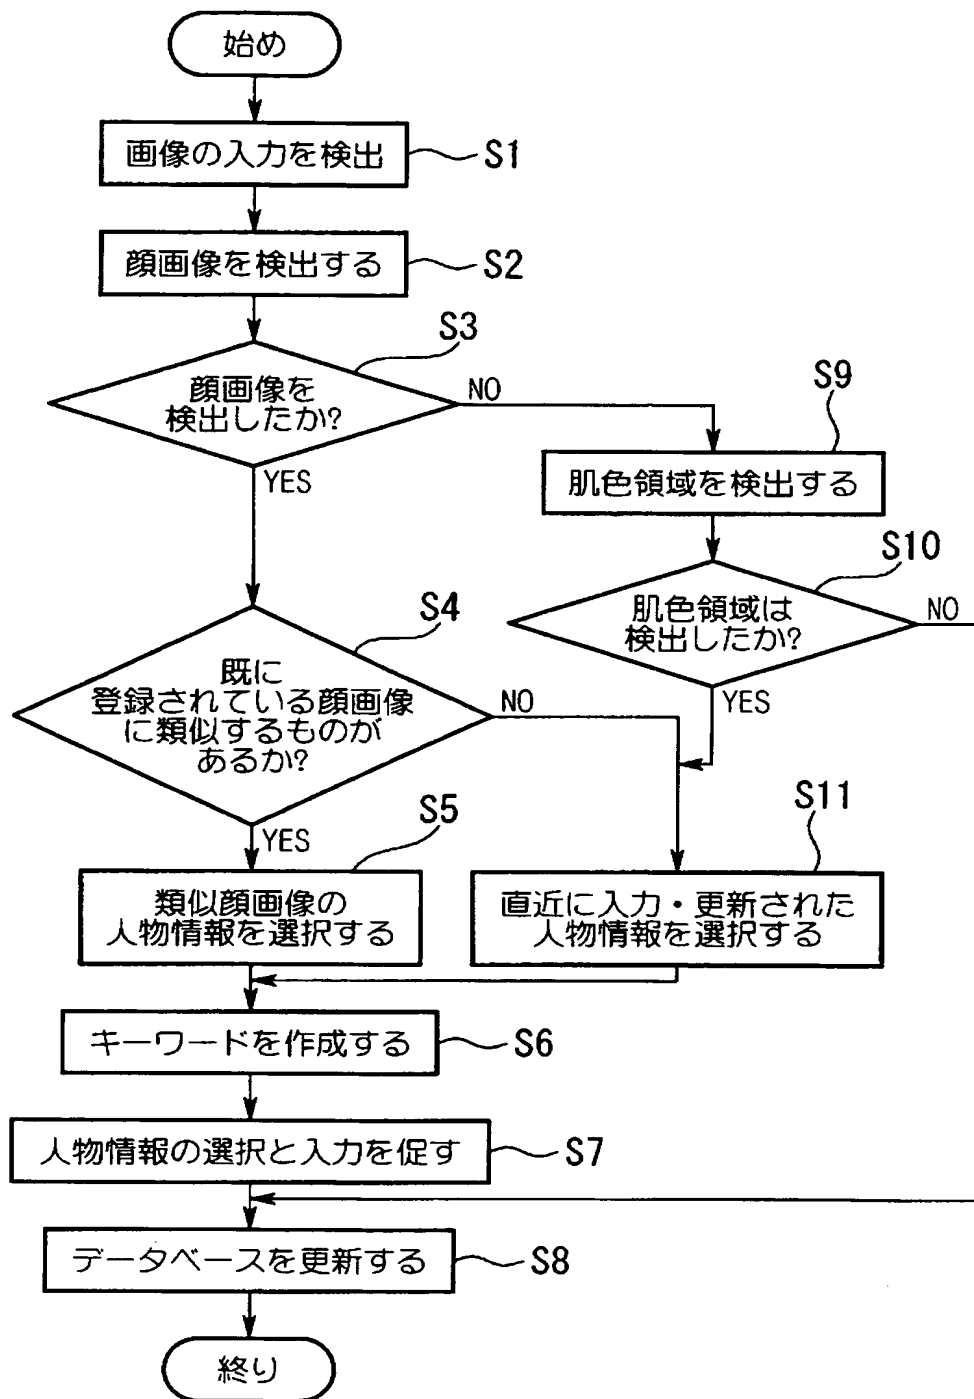 始め
画像の入力を検出
S1
顔画像を検出する
S2
S3
顔画像を
検出したか?
NO
YES
S9
肌色領域を検出する
S10
肌色領域は
検出したか?
NO
YES
S4
既に
登録されている顔画像
に類似するものが
あるか?
NO
YES
S5
類似顔画像の
人物情報を選択する
S11
直近に入力・更新された
人物情報を選択する
キーワードを作成する
S6
人物情報の選択と入力を促す
S7
データベースを更新する
S8
終り